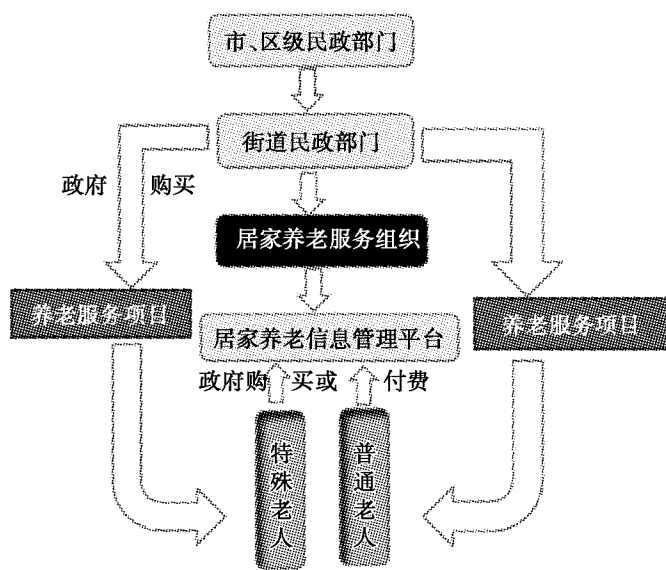 市、区级民政部门
街道民政部门
政府 购买
居家养老服务组织
养老服务项目
养老服务项目
居家养老信息管理平台
政府购 买或 付费
特殊老人
普通老人